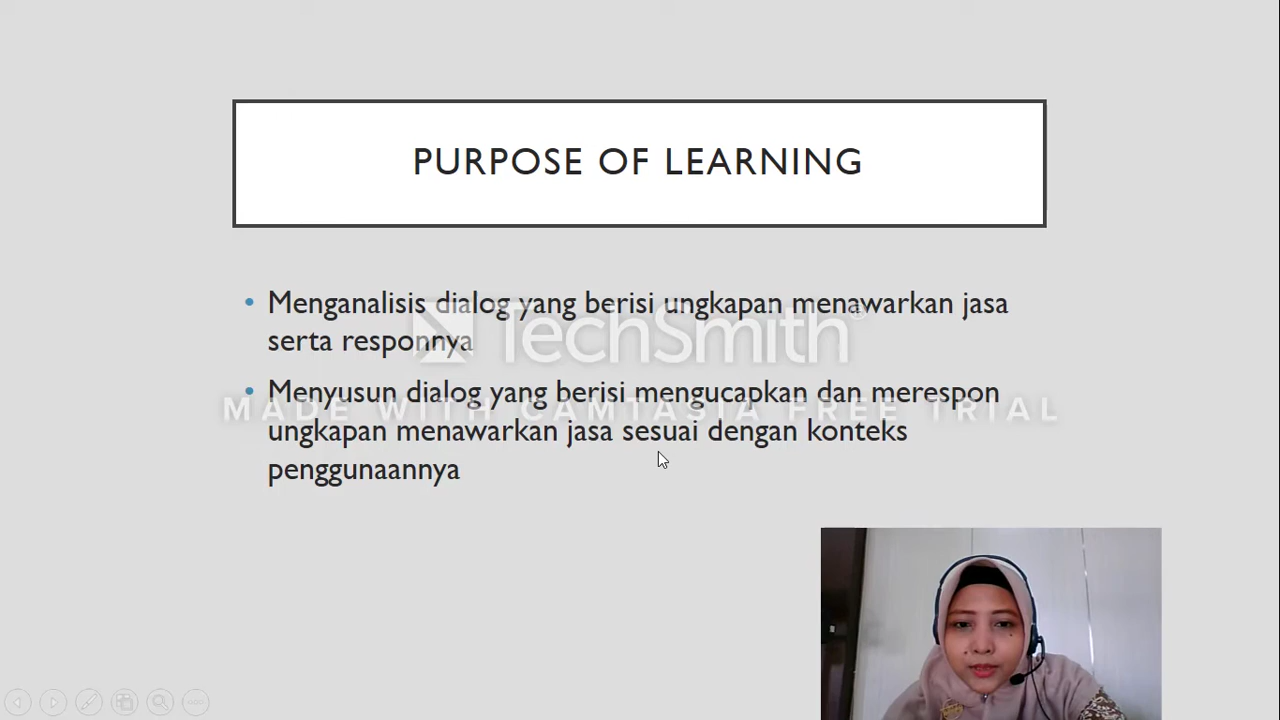 PURPOSE OF LEARNING
• Menganalisis dialog yang berisi ungkapan menawarkan jasa
serta responnya
TechSmith®
• Menyusun dialog yang berisi mengucapkan dan merespon
MADE WITH CAMTASIA FREE TRIAL
ungkapan menawarkan jasa sesuai dengan konteks
penggunaannya